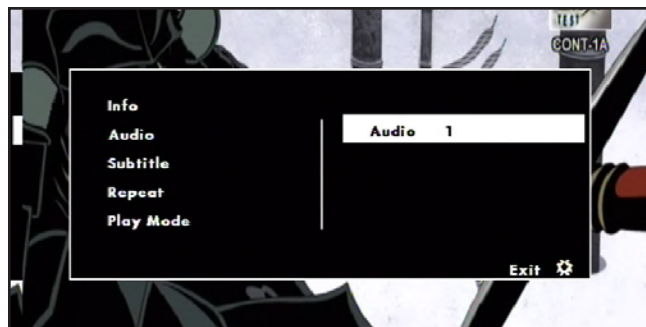 TEST
CONT-1A
Info
Audio
Audio 1
Subtitle
Repeat
Play Mode
Exit